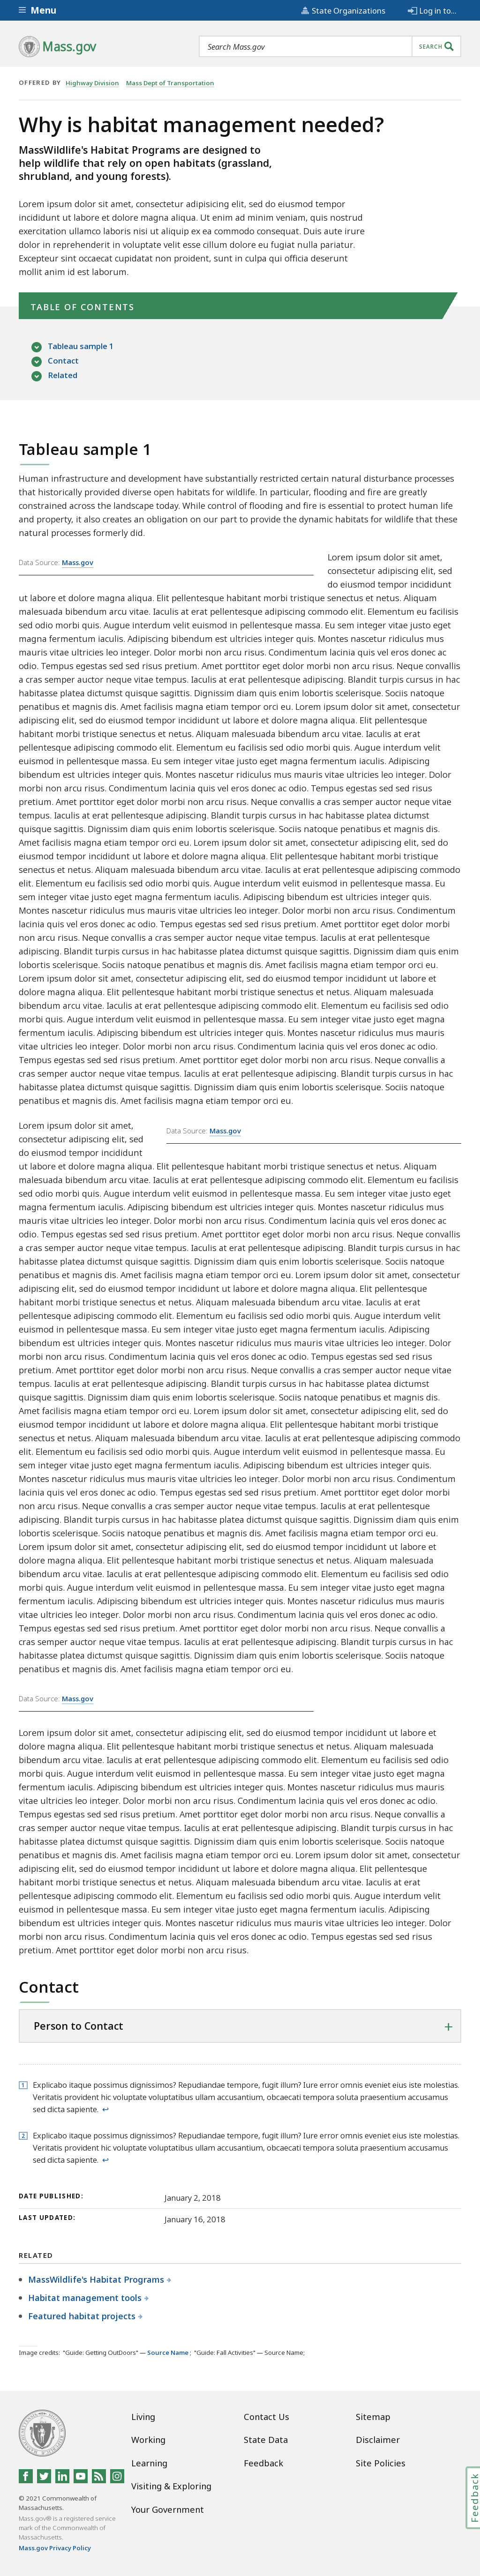 Menu
State Organizations
Log in to...
Mass.gov
Search Mass.gov
SEARCH
OFFERED BY Highway Division Mass Dept of Transportation
Why is habitat management needed?
MassWildlife's Habitat Programs are designed to
help wildlife that rely on open habitats (grassland,
shrubland, and young forests).
Lorem ipsum dolor sit amet, consectetur adipisicing elit, sed do eiusmod tempor
incididunt ut labore et dolore magna aliqua. Ut enim ad minim veniam, quis nostrud
exercitation ullamco laboris nisi ut aliquip ex ea commodo consequat. Duis aute irure
dolor in reprehenderit in voluptate velit esse cillum dolore eu fugiat nulla pariatur.
Excepteur sint occaecat cupidatat non proident, sunt in culpa qui officia deserunt
mollit anim id est laborum.
TABLE OF CONTENTS
Tableau sample 1
Contact
Related
Tableau sample 1
Human infrastructure and development have substantially restricted certain natural disturbance processes
that historically provided diverse open habitats for wildlife. In particular, flooding and fire are greatly
constrained across the landscape today. While control of flooding and fire is essential to protect human life
and property, it also creates an obligation on our part to provide the dynamic habitats for wildlife that these
natural processes formerly did.
Data Source: Mass.gov
Lorem ipsum dolor sit amet,
consectetur adipiscing elit, sed
do eiusmod tempor incididunt
ut labore et dolore magna aliqua. Elit pellentesque habitant morbi tristique senectus et netus. Aliquam
malesuada bibendum arcu vitae. Iaculis at erat pellentesque adipiscing commodo elit. Elementum eu facilisis
sed odio morbi quis. Augue interdum velit euismod in pellentesque massa. Eu sem integer vitae justo eget
magna fermentum iaculis. Adipiscing bibendum est ultricies integer quis. Montes nascetur ridiculus mus
mauris vitae ultricies leo integer. Dolor morbi non arcu risus. Condimentum lacinia quis vel eros donec ac
odio. Tempus egestas sed sed risus pretium. Amet porttitor eget dolor morbi non arcu risus. Neque convallis
a cras semper auctor neque vitae tempus. Iaculis at erat pellentesque adipiscing. Blandit turpis cursus in hac
habitasse platea dictumst quisque sagittis. Dignissim diam quis enim lobortis scelerisque. Sociis natoque
penatibus et magnis dis. Amet facilisis magna etiam tempor orci eu. Lorem ipsum dolor sit amet, consectetur
adipiscing elit, sed do eiusmod tempor incididunt ut labore et dolore magna aliqua. Elit pellentesque
habitant morbi tristique senectus et netus. Aliquam malesuada bibendum arcu vitae. Iaculis at erat
pellentesque adipiscing commodo elit. Elementum eu facilisis sed odio morbi quis. Augue interdum velit
euismod in pellentesque massa. Eu sem integer vitae justo eget magna fermentum iaculis. Adipiscing
bibendum est ultricies integer quis. Montes nascetur ridiculus mus mauris vitae ultricies leo integer. Dolor
morbi non arcu risus. Condimentum lacinia quis vel eros donec ac odio. Tempus egestas sed sed risus
pretium. Amet porttitor eget dolor morbi non arcu risus. Neque convallis a cras semper auctor neque vitae
tempus. Iaculis at erat pellentesque adipiscing. Blandit turpis cursus in hac habitasse platea dictumst
quisque sagittis. Dignissim diam quis enim lobortis scelerisque. Sociis natoque penatibus et magnis dis.
Amet facilisis magna etiam tempor orci eu. Lorem ipsum dolor sit amet, consectetur adipiscing elit, sed do
eiusmod tempor incididunt ut labore et dolore magna aliqua. Elit pellentesque habitant morbi tristique
senectus et netus. Aliquam malesuada bibendum arcu vitae. Iaculis at erat pellentesque adipiscing commodo
elit. Elementum eu facilisis sed odio morbi quis. Augue interdum velit euismod in pellentesque massa. Eu
sem integer vitae justo eget magna fermentum iaculis. Adipiscing bibendum est ultricies integer quis.
Montes nascetur ridiculus mus mauris vitae ultricies leo integer. Dolor morbi non arcu risus. Condimentum
lacinia quis vel eros donec ac odio. Tempus egestas sed sed risus pretium. Amet porttitor eget dolor morbi
non arcu risus. Neque convallis a cras semper auctor neque vitae tempus. Iaculis at erat pellentesque
adipiscing. Blandit turpis cursus in hac habitasse platea dictumst quisque sagittis. Dignissim diam quis enim
lobortis scelerisque. Sociis natoque penatibus et magnis dis. Amet facilisis magna etiam tempor orci eu.
Lorem ipsum dolor sit amet, consectetur adipiscing elit, sed do eiusmod tempor incididunt ut labore et
dolore magna aliqua. Elit pellentesque habitant morbi tristique senectus et netus. Aliquam malesuada
bibendum arcu vitae. Iaculis at erat pellentesque adipiscing commodo elit. Elementum eu facilisis sed odio
morbi quis. Augue interdum velit euismod in pellentesque massa. Eu sem integer vitae justo eget magna
fermentum iaculis. Adipiscing bibendum est ultricies integer quis. Montes nascetur ridiculus mus mauris
vitae ultricies leo integer. Dolor morbi non arcu risus. Condimentum lacinia quis vel eros donec ac odio.
Tempus egestas sed sed risus pretium. Amet porttitor eget dolor morbi non arcu risus. Neque convallis a
cras semper auctor neque vitae tempus. Iaculis at erat pellentesque adipiscing. Blandit turpis cursus in hac
habitasse platea dictumst quisque sagittis. Dignissim diam quis enim lobortis scelerisque. Sociis natoque
penatibus et magnis dis. Amet facilisis magna etiam tempor orci eu.
Lorem ipsum dolor sit amet,
consectetur adipiscing elit, sed
do eiusmod tempor incididunt
Data Source: Mass.gov
ut labore et dolore magna aliqua. Elit pellentesque habitant morbi tristique senectus et netus. Aliquam
malesuada bibendum arcu vitae. Iaculis at erat pellentesque adipiscing commodo elit. Elementum eu facilisis
sed odio morbi quis. Augue interdum velit euismod in pellentesque massa. Eu sem integer vitae justo eget
magna fermentum iaculis. Adipiscing bibendum est ultricies integer quis. Montes nascetur ridiculus mus
mauris vitae ultricies leo integer. Dolor morbi non arcu risus. Condimentum lacinia quis vel eros donec ac
odio. Tempus egestas sed sed risus pretium. Amet porttitor eget dolor morbi non arcu risus. Neque convallis
a cras semper auctor neque vitae tempus. Iaculis at erat pellentesque adipiscing. Blandit turpis cursus in hac
habitasse platea dictumst quisque sagittis. Dignissim diam quis enim lobortis scelerisque. Sociis natoque
penatibus et magnis dis. Amet facilisis magna etiam tempor orci eu. Lorem ipsum dolor sit amet, consectetur
adipiscing elit, sed do eiusmod tempor incididunt ut labore et dolore magna aliqua. Elit pellentesque
habitant morbi tristique senectus et netus. Aliquam malesuada bibendum arcu vitae. Iaculis at erat
pellentesque adipiscing commodo elit. Elementum eu facilisis sed odio morbi quis. Augue interdum velit
euismod in pellentesque massa. Eu sem integer vitae justo eget magna fermentum iaculis. Adipiscing
bibendum est ultricies integer quis. Montes nascetur ridiculus mus mauris vitae ultricies leo integer. Dolor
morbi non arcu risus. Condimentum lacinia quis vel eros donec ac odio. Tempus egestas sed sed risus
pretium. Amet porttitor eget dolor morbi non arcu risus. Neque convallis a cras semper auctor neque vitae
tempus. Iaculis at erat pellentesque adipiscing. Blandit turpis cursus in hac habitasse platea dictumst
quisque sagittis. Dignissim diam quis enim lobortis scelerisque. Sociis natoque penatibus et magnis dis.
Amet facilisis magna etiam tempor orci eu. Lorem ipsum dolor sit amet, consectetur adipiscing elit, sed do
eiusmod tempor incididunt ut labore et dolore magna aliqua. Elit pellentesque habitant morbi tristique
senectus et netus. Aliquam malesuada bibendum arcu vitae. Iaculis at erat pellentesque adipiscing commodo
elit. Elementum eu facilisis sed odio morbi quis. Augue interdum velit euismod in pellentesque massa. Eu
sem integer vitae justo eget magna fermentum iaculis. Adipiscing bibendum est ultricies integer quis.
Montes nascetur ridiculus mus mauris vitae ultricies leo integer. Dolor morbi non arcu risus. Condimentum
lacinia quis vel eros donec ac odio. Tempus egestas sed sed risus pretium. Amet porttitor eget dolor morbi
non arcu risus. Neque convallis a cras semper auctor neque vitae tempus. Iaculis at erat pellentesque
adipiscing. Blandit turpis cursus in hac habitasse platea dictumst quisque sagittis. Dignissim diam quis enim
lobortis scelerisque. Sociis natoque penatibus et magnis dis. Amet facilisis magna etiam tempor orci eu.
Lorem ipsum dolor sit amet, consectetur adipiscing elit, sed do eiusmod tempor incididunt ut labore et
dolore magna aliqua. Elit pellentesque habitant morbi tristique senectus et netus. Aliquam malesuada
bibendum arcu vitae. Iaculis at erat pellentesque adipiscing commodo elit. Elementum eu facilisis sed odio
morbi quis. Augue interdum velit euismod in pellentesque massa. Eu sem integer vitae justo eget magna
fermentum iaculis. Adipiscing bibendum est ultricies integer quis. Montes nascetur ridiculus mus mauris
vitae ultricies leo integer. Dolor morbi non arcu risus. Condimentum lacinia quis vel eros donec ac odio.
Tempus egestas sed sed risus pretium. Amet porttitor eget dolor morbi non arcu risus. Neque convallis a
cras semper auctor neque vitae tempus. Iaculis at erat pellentesque adipiscing. Blandit turpis cursus in hac
habitasse platea dictumst quisque sagittis. Dignissim diam quis enim lobortis scelerisque. Sociis natoque
penatibus et magnis dis. Amet facilisis magna etiam tempor orci eu.
Data Source: Mass.gov
Lorem ipsum dolor sit amet, consectetur adipiscing elit, sed do eiusmod tempor incididunt ut labore et
dolore magna aliqua. Elit pellentesque habitant morbi tristique senectus et netus. Aliquam malesuada
bibendum arcu vitae. Iaculis at erat pellentesque adipiscing commodo elit. Elementum eu facilisis sed odio
morbi quis. Augue interdum velit euismod in pellentesque massa. Eu sem integer vitae justo eget magna
fermentum iaculis. Adipiscing bibendum est ultricies integer quis. Montes nascetur ridiculus mus mauris
vitae ultricies leo integer. Dolor morbi non arcu risus. Condimentum lacinia quis vel eros donec ac odio.
Tempus egestas sed sed risus pretium. Amet porttitor eget dolor morbi non arcu risus. Neque convallis a
cras semper auctor neque vitae tempus. Iaculis at erat pellentesque adipiscing. Blandit turpis cursus in hac
habitasse platea dictumst quisque sagittis. Dignissim diam quis enim lobortis scelerisque. Sociis natoque
penatibus et magnis dis. Amet facilisis magna etiam tempor orci eu. Lorem ipsum dolor sit amet, consectetur
adipiscing elit, sed do eiusmod tempor incididunt ut labore et dolore magna aliqua. Elit pellentesque
habitant morbi tristique senectus et netus. Aliquam malesuada bibendum arcu vitae. Iaculis at erat
pellentesque adipiscing commodo elit. Elementum eu facilisis sed odio morbi quis. Augue interdum velit
euismod in pellentesque massa. Eu sem integer vitae justo eget magna fermentum iaculis. Adipiscing
bibendum est ultricies integer quis. Montes nascetur ridiculus mus mauris vitae ultricies leo integer. Dolor
morbi non arcu risus. Condimentum lacinia quis vel eros donec ac odio. Tempus egestas sed sed risus
pretium. Amet porttitor eget dolor morbi non arcu risus.
Contact
Person to Contact
1 Explicabo itaque possimus dignissimos? Repudiandae tempore, fugit illum? Iure error omnis eveniet eius iste molestias.
Veratis provident hic voluptate voluptatibus ullam accusantium, obcaecati tempora soluta praesentium accusamus
sed dicta sapiente. ↩
2 Explicabo itaque possimus dignissimos? Repudiandae tempore, fugit illum? Iure error omnis eveniet eius iste molestias.
Veratis provident hic voluptate voluptatibus ullam accusantium, obcaecati tempora soluta praesentium accusamus
sed dicta sapiente. ↩
DATE PUBLISHED: January 2, 2018
LAST UPDATED: January 16, 2018
RELATED
MassWildlife's Habitat Programs
Habitat management tools
Featured habitat projects
Image credits: "Guide: Getting OutDoors" — Source Name ; "Guide: Fall Activities" — Source Name;
Living
Working
Learning
Visiting & Exploring
Your Government
Contact Us
State Data
Feedback
Sitemap
Disclaimer
Site Policies
© 2021 Commonwealth of
Massachusetts.
Mass.gov® is a registered service
mark of the Commonwealth of
Massachusetts.
Mass.gov Privacy Policy
Feedback